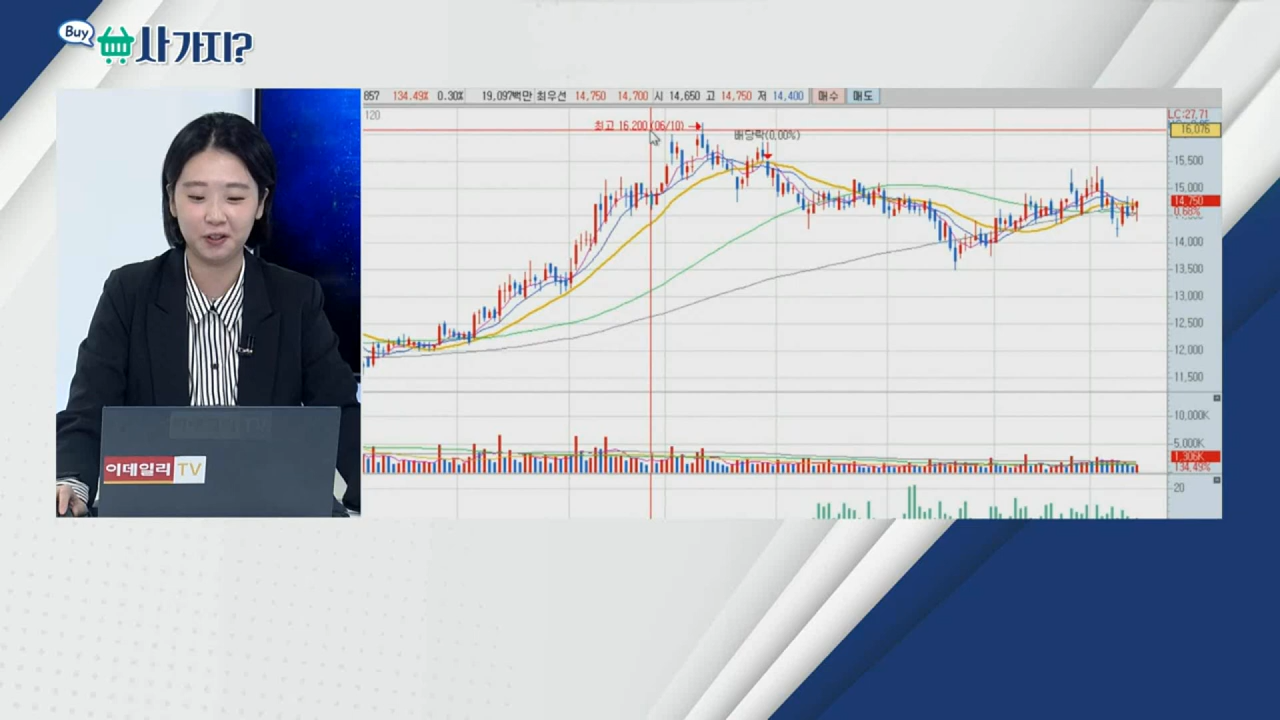 Buy 사가지?
857 134.49% 0.30% 19,097백만 최우선 14,750 14,700 시 14,650 고 14,750 저 14,400 매수 매도
120
LC:27.71
최고 16,200 (06/10)
16,076
배당락(0.00%)
15,500
15,000
14,750
0.68%
14,000
13,500
13,000
12,500
12,000
11,500
10,000K
5,000K
1,306K
134.49%
20
이데일리TV